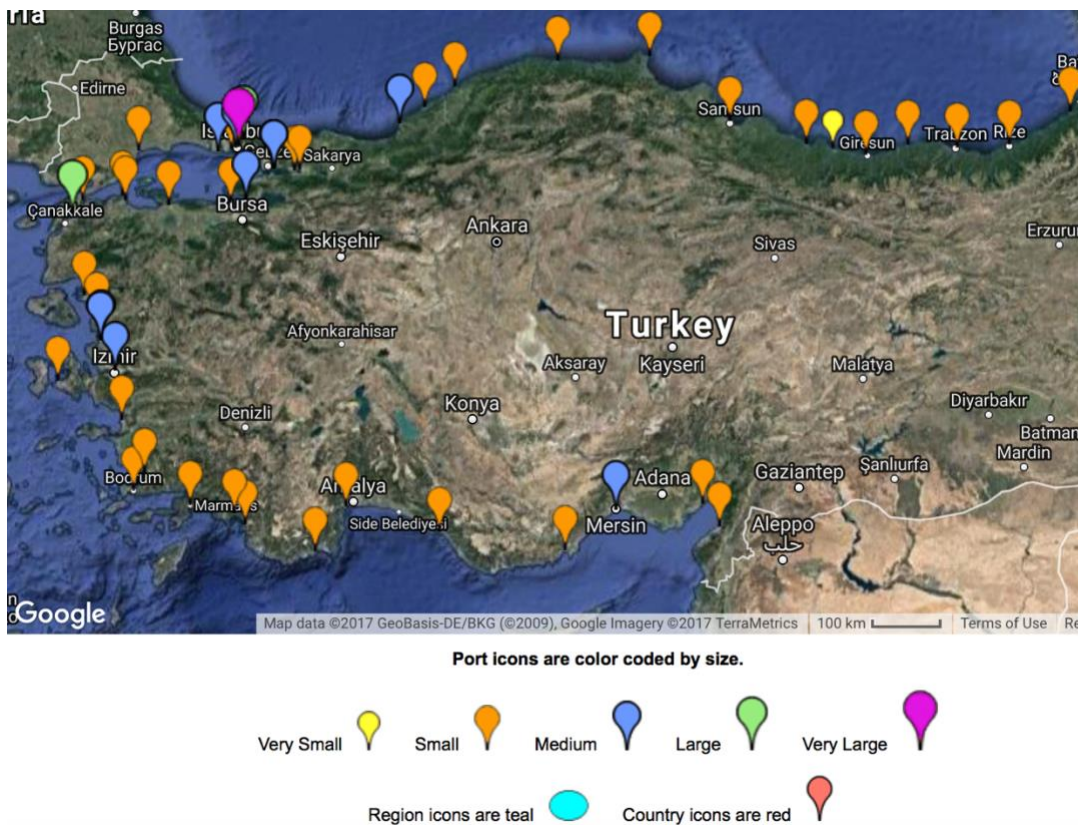 Burgas
Бургас
Edirne
Samsun
Giresun
Trabzon
Rize
Sakarya
Çanakkale
Bursa
Eskişehir
Ankara
Sivas
Erzurum
Turkey
Afyonkarahisar
Izmir
Aksaray
Kayseri
Malatya
Konya
Denizli
Diyarbakır
Batman
Mardin
Bodrum
Marmaris
Antalya
Side Belediyesi
Mersin
Adana
Gaziantep
Şanlıurfa
Aleppo
حلب
Google
Map data ©2017 GeoBasis-DE/BKG (©2009), Google Imagery ©2017 TerraMetrics
100 km
Terms of Use
Re
Port icons are color coded by size.
Very Small Small Medium Large Very Large
Region icons are teal Country icons are red